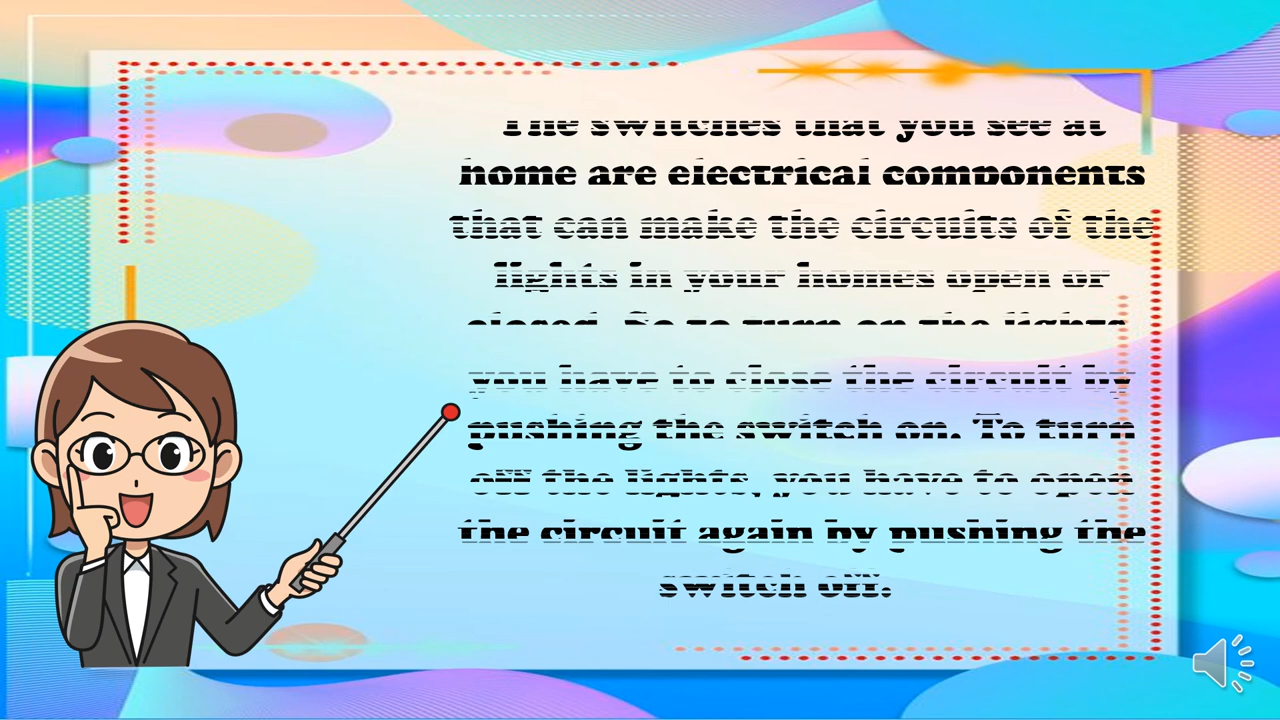 The switches that you see at
home are electrical components
that can make the circuits of the
lights in your homes open or
closed. So to turn on the lights
you have to close the circuit by
pushing the switch on. To turn
off the lights, you have to open
the circuit again by pushing the
switch off.